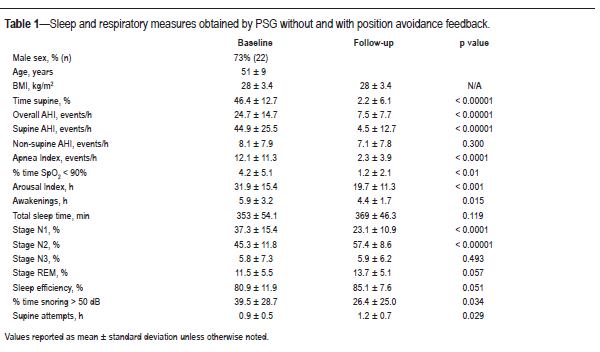 Table 1—Sleep and respiratory measures obtained by PSG without and with position avoidance feedback.
Baseline Follow-up p value
Male sex, % (n) 73% (22)
Age, years 51 ± 9
BMI, kg/m² 28 ± 3.4 28 ± 3.4 N/A
Time supine, % 46.4 ± 12.7 2.2 ± 6.1 < 0.00001
Overall AHI, events/h 24.7 ± 14.7 7.5 ± 7.7 < 0.00001
Supine AHI, events/h 44.9 ± 25.5 4.5 ± 12.7 < 0.00001
Non-supine AHI, events/h 8.1 ± 7.9 7.1 ± 7.8 0.300
Apnea Index, events/h 12.1 ± 11.3 2.3 ± 3.9 < 0.0001
% time SpO₂ < 90% 4.2 ± 5.1 1.2 ± 2.1 < 0.01
Arousal Index, h 31.9 ± 15.4 19.7 ± 11.3 < 0.001
Awakenings, h 5.9 ± 3.2 4.4 ± 1.7 0.015
Total sleep time, min 353 ± 54.1 369 ± 46.3 0.119
Stage N1, % 37.3 ± 15.4 23.1 ± 10.9 < 0.0001
Stage N2, % 45.3 ± 11.8 57.4 ± 8.6 < 0.00001
Stage N3, % 5.8 ± 7.3 5.9 ± 6.2 0.493
Stage REM, % 11.5 ± 5.5 13.7 ± 5.1 0.057
Sleep efficiency, % 80.9 ± 11.9 85.1 ± 7.6 0.051
% time snoring > 50 dB 39.5 ± 28.7 26.4 ± 25.0 0.034
Supine attempts, h 0.9 ± 0.5 1.2 ± 0.7 0.029
Values reported as mean ± standard deviation unless otherwise noted.